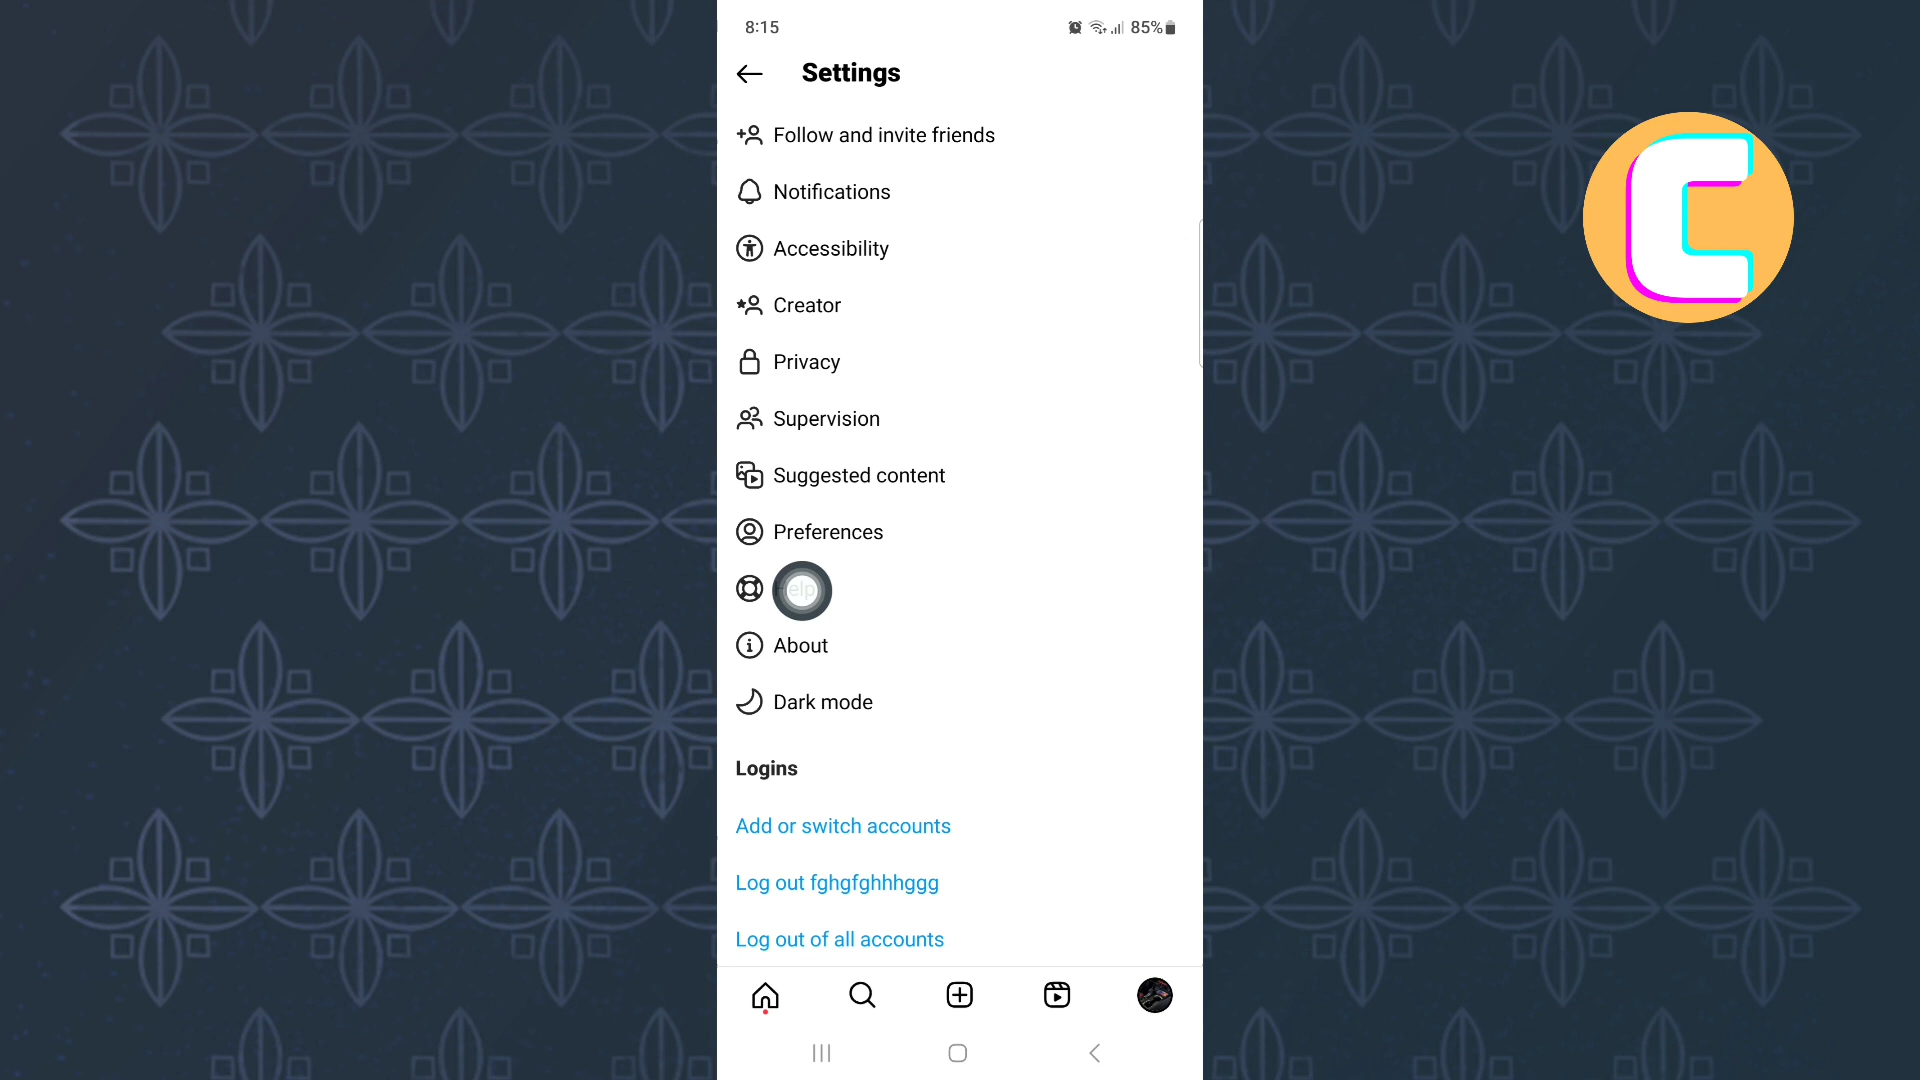 8:15
85%
Settings
Follow and invite friends
Notifications
Accessibility
Creator
Privacy
Supervision
Suggested content
Preferences
Help
About
Dark mode
Logins
Add or switch accounts
Log out fghgfghhhggg
Log out of all accounts
C